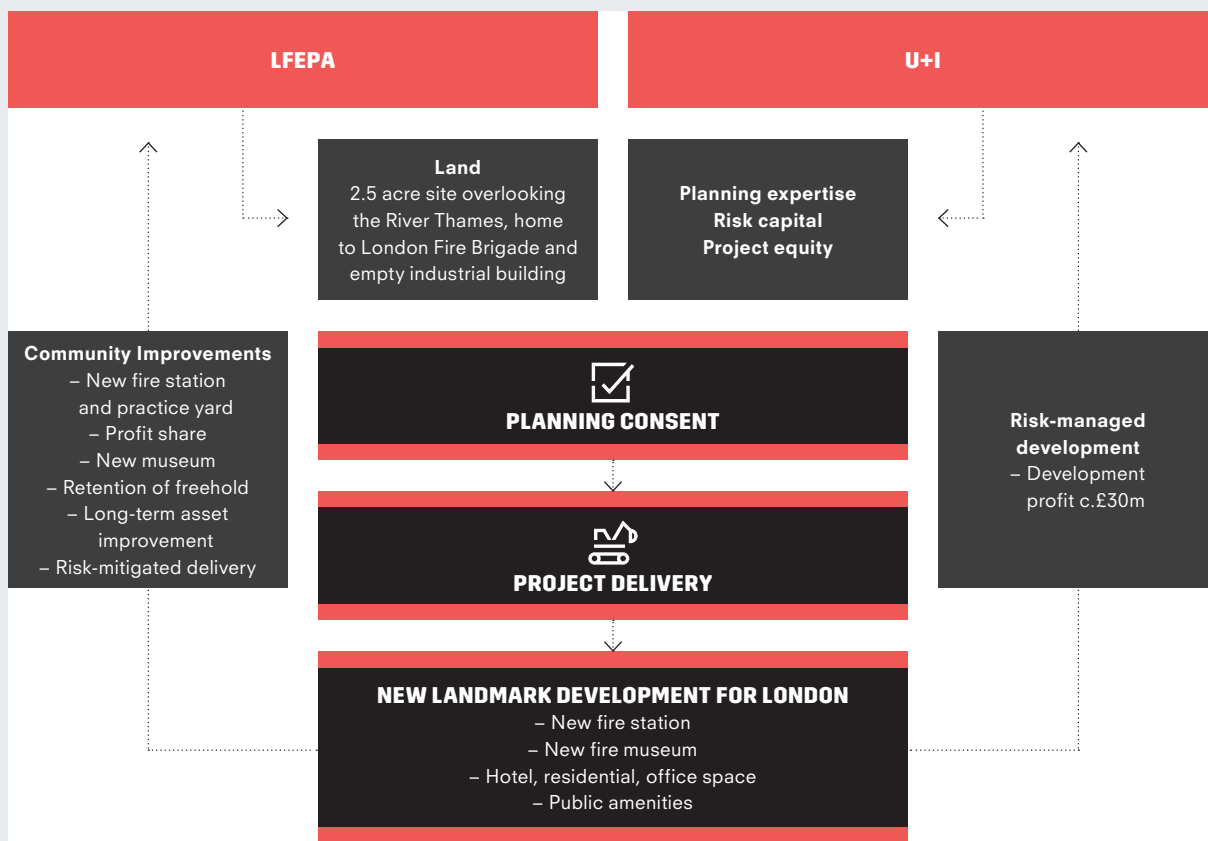 LFEPA
U+I
Land
2.5 acre site overlooking
the River Thames, home
to London Fire Brigade and
empty industrial building
Planning expertise
Risk capital
Project equity
Community Improvements
– New fire station
and practice yard
– Profit share
– New museum
– Retention of freehold
– Long-term asset
improvement
– Risk-mitigated delivery
PLANNING CONSENT
PROJECT DELIVERY
Risk-managed
development
– Development
profit c.£30m
NEW LANDMARK DEVELOPMENT FOR LONDON
– New fire station
– New fire museum
– Hotel, residential, office space
– Public amenities